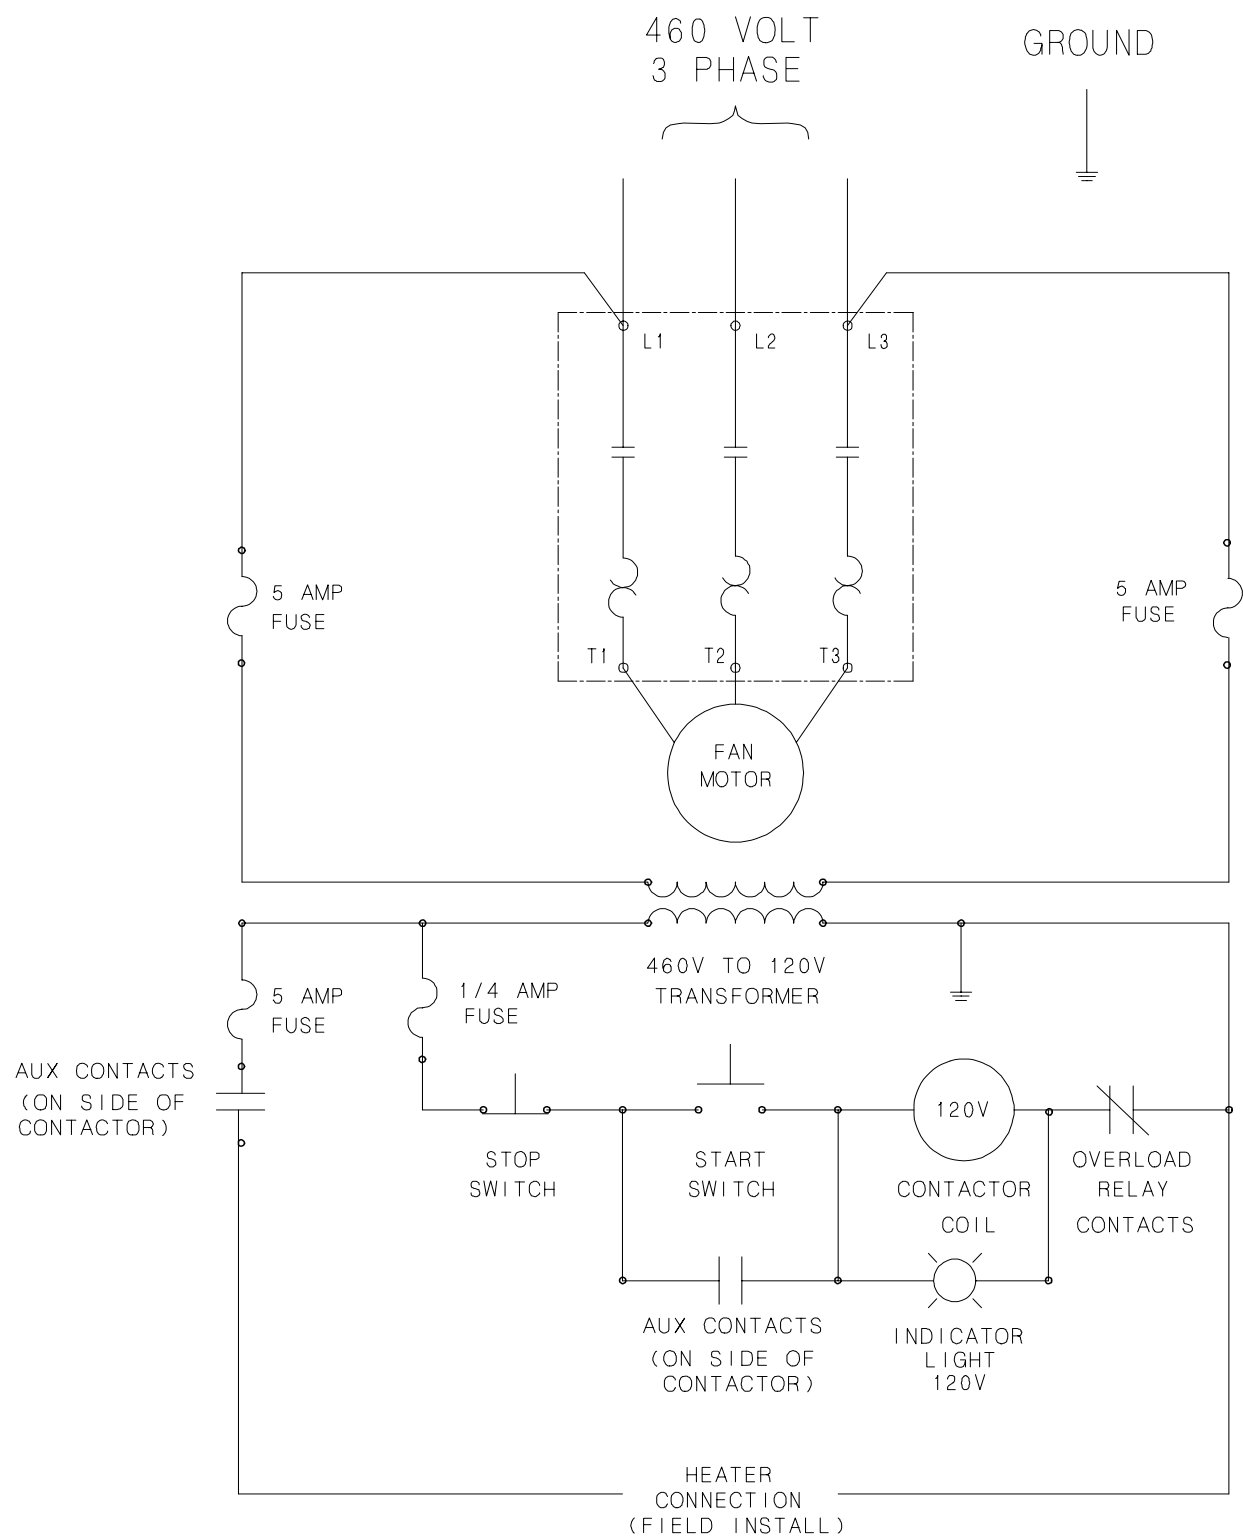 460 VOLT
3 PHASE
GROUND
L1
L2
L3
5 AMP
FUSE
5 AMP
FUSE
T1
T2
T3
FAN
MOTOR
460V TO 120V
TRANSFORMER
5 AMP
FUSE
1/4 AMP
FUSE
AUX CONTACTS
(ON SIDE OF
CONTACTOR)
STOP
SWITCH
START
SWITCH
120V
CONTACTOR
COIL
OVERLOAD
RELAY
CONTACTS
AUX CONTACTS
(ON SIDE OF
CONTACTOR)
INDICATOR
LIGHT
120V
HEATER
CONNECTION
(FIELD INSTALL)